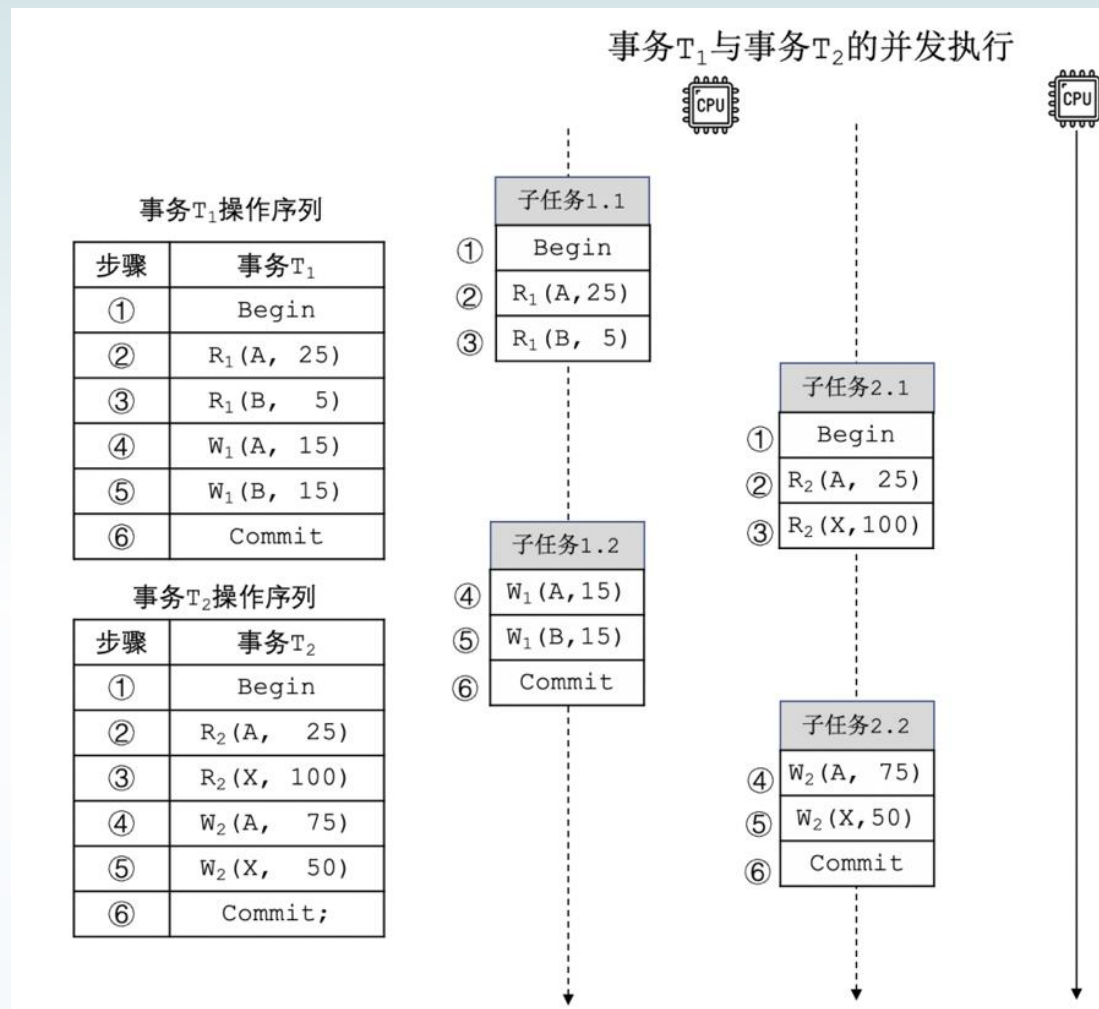 事务T₁与事务T₂的并发执行
CPU
CPU
事务T₁操作序列
步骤 事务T₁
① Begin
② R₁(A, 25)
③ R₁(B, 5)
④ W₁(A, 15)
⑤ W₁(B, 15)
⑥ Commit
事务T₂操作序列
步骤 事务T₂
① Begin
② R₂(A, 25)
③ R₂(X, 100)
④ W₂(A, 75)
⑤ W₂(X, 50)
⑥ Commit;
子任务1.1
① Begin
② R₁(A,25)
③ R₁(B, 5)
子任务2.1
① Begin
② R₂(A, 25)
③ R₂(X,100)
子任务1.2
④ W₁(A,15)
⑤ W₁(B,15)
⑥ Commit
子任务2.2
④ W₂(A, 75)
⑤ W₂(X,50)
⑥ Commit